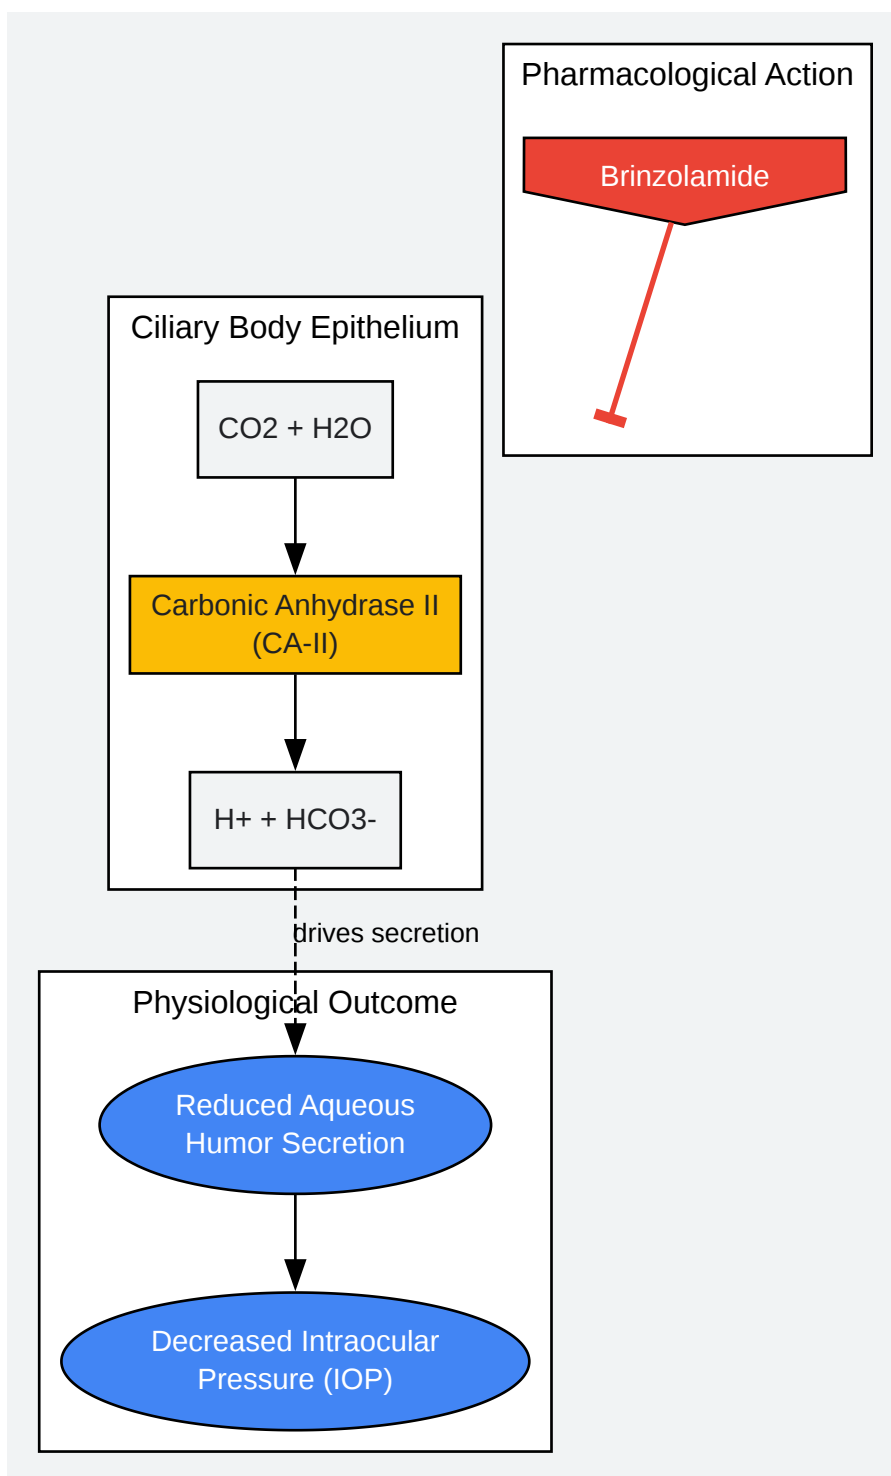 Pharmacological Action
Brinzolamide
Ciliary Body Epithelium
CO2 + H2O
Carbonic Anhydrase II
(CA-II)
H+ + HCO3-
drives secretion
Physiological Outcome
Reduced Aqueous
Humor Secretion
Decreased Intraocular
Pressure (IOP)